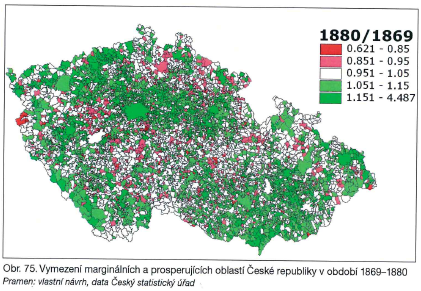 1880/1869
0.621 - 0.85
0.851 - 0.95
0.951 - 1.05
1.051 - 1.15
1.151 - 4.487
Obr. 75. Vymezení marginálních a prosperujících oblastí České republiky v období 1869–1880
Pramen: vlastní návrh, data Český statistický úřad